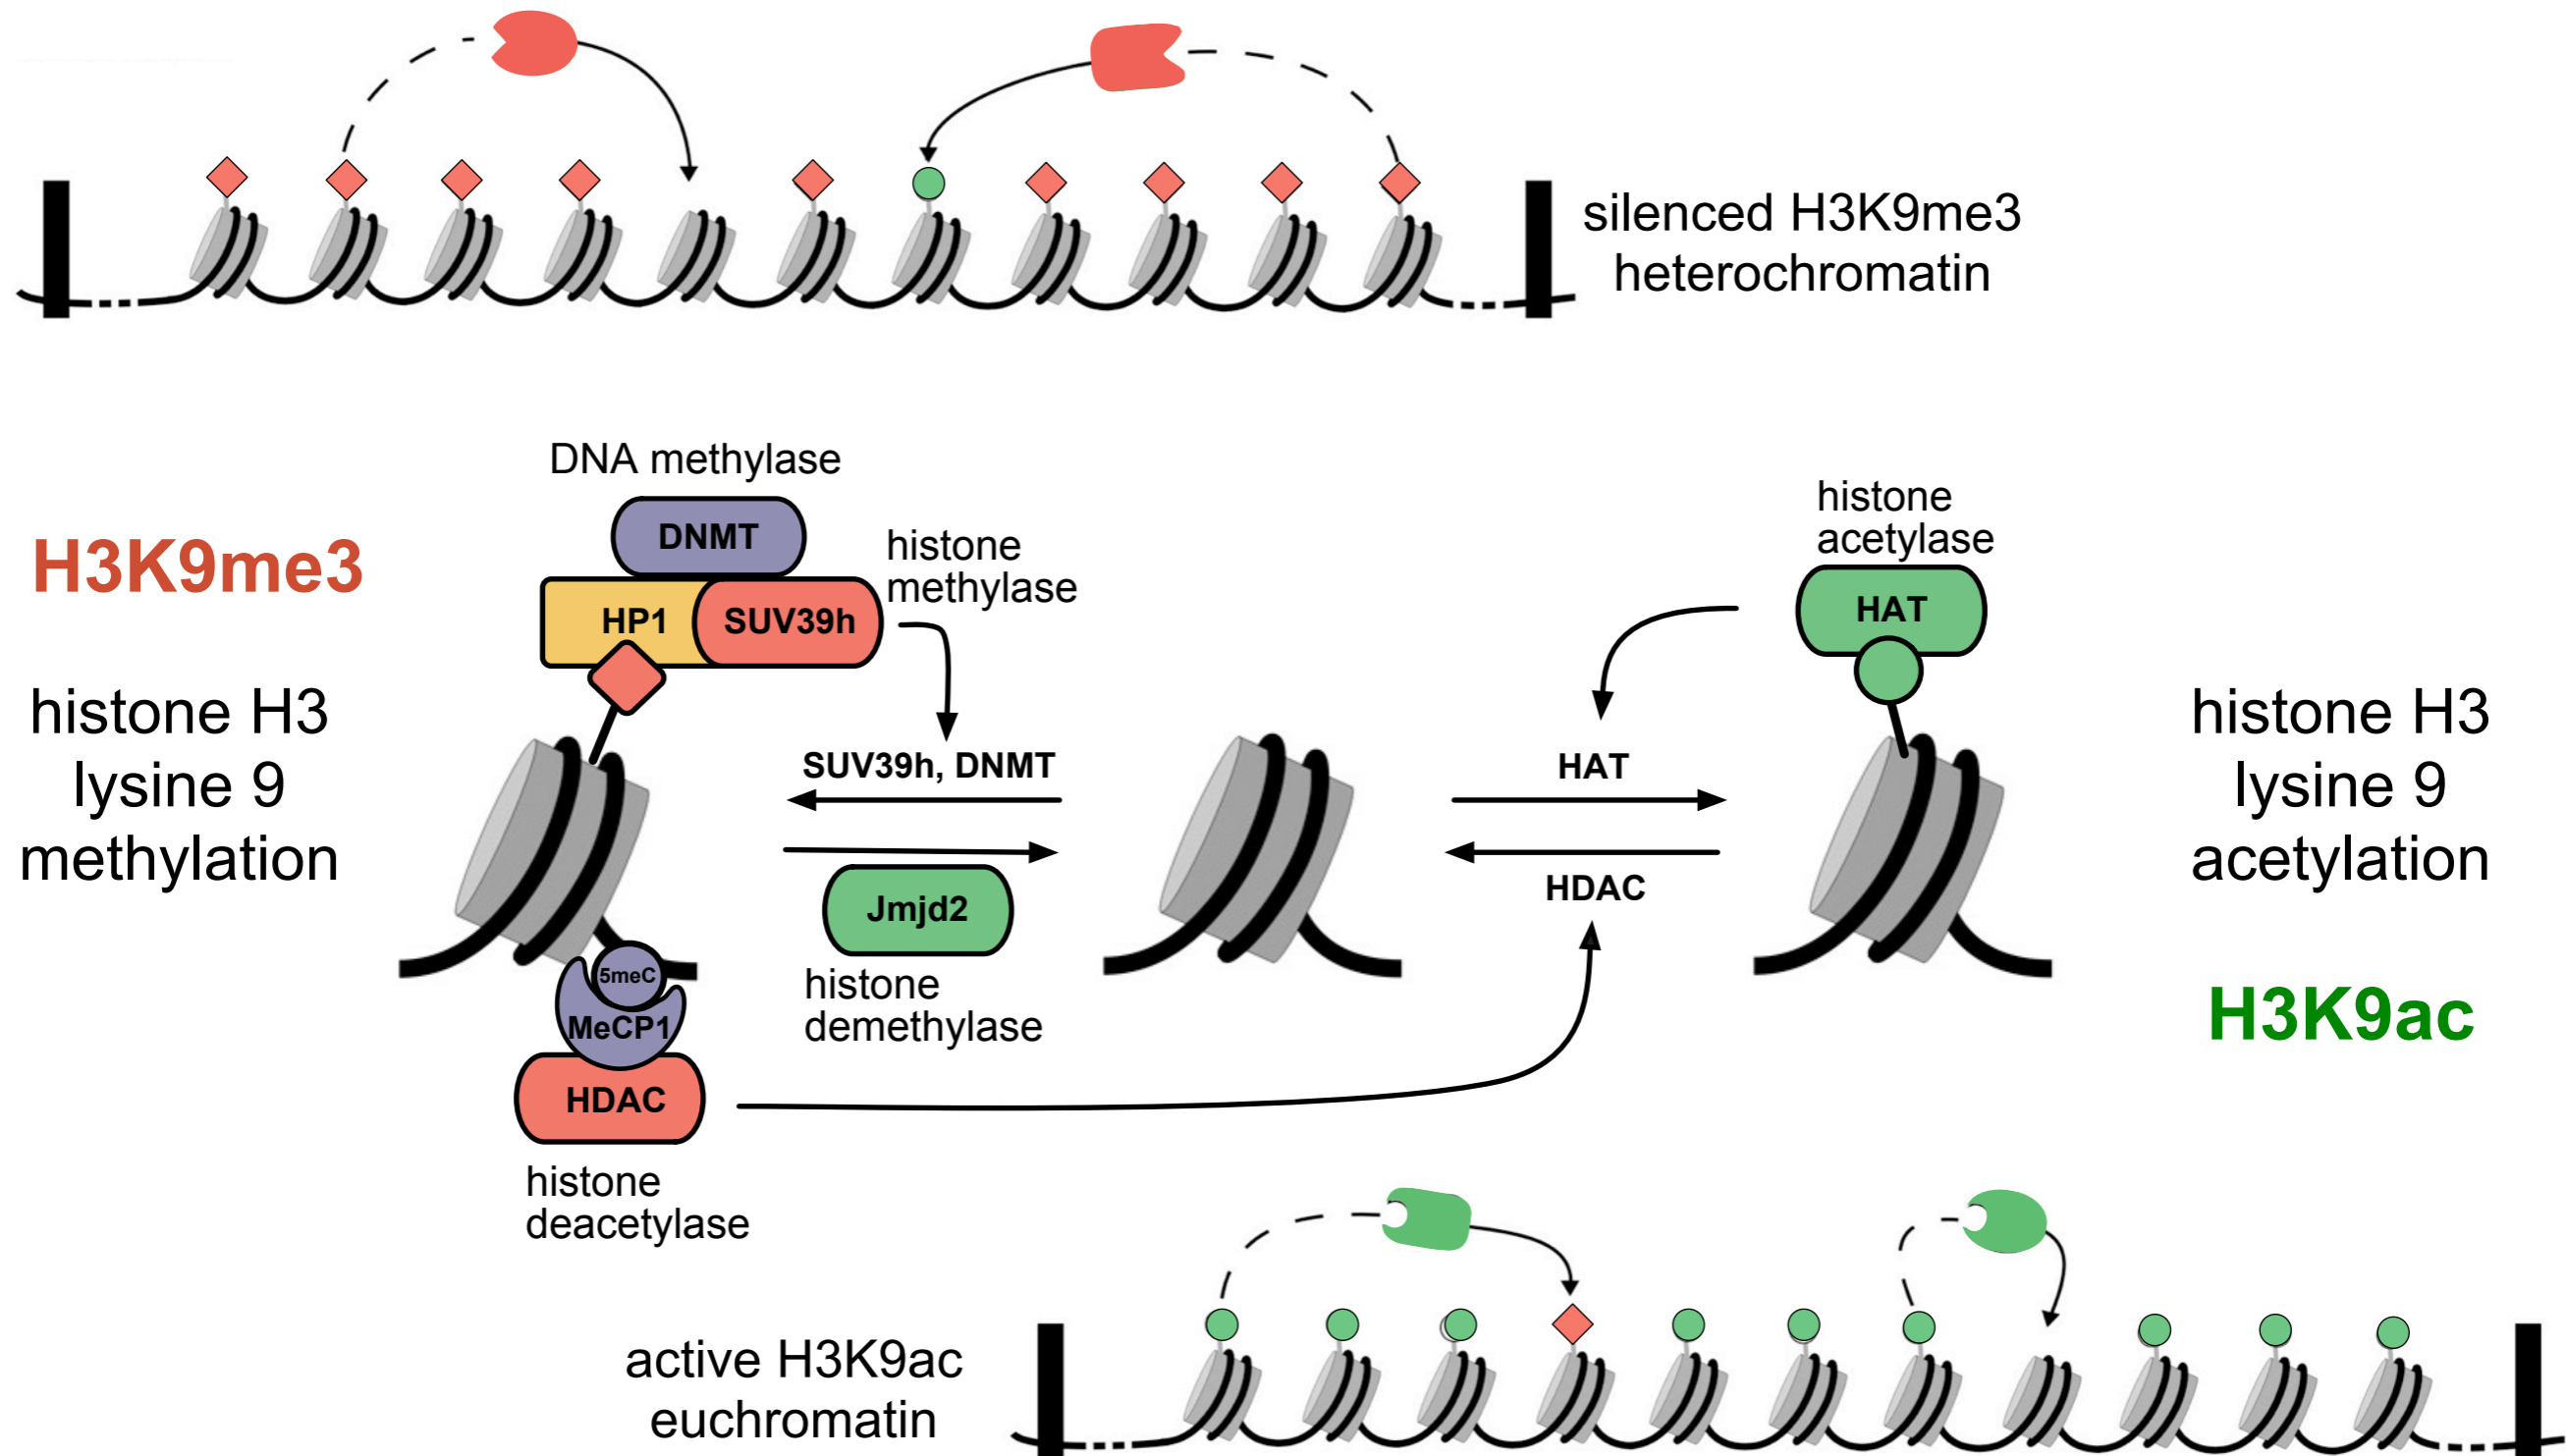 silenced H3K9me3
heterochromatin
DNA methylase
DNMT
histone
methylase
HP1
SUV39h
H3K9me3
histone H3
lysine 9
methylation
SUV39h, DNMT
Jmjd2
histone
demethylase
5meC
MeCP1
HDAC
histone
deacetylase
histone
acetylase
HAT
HAT
HDAC
histone H3
lysine 9
acetylation
H3K9ac
active H3K9ac
euchromatin